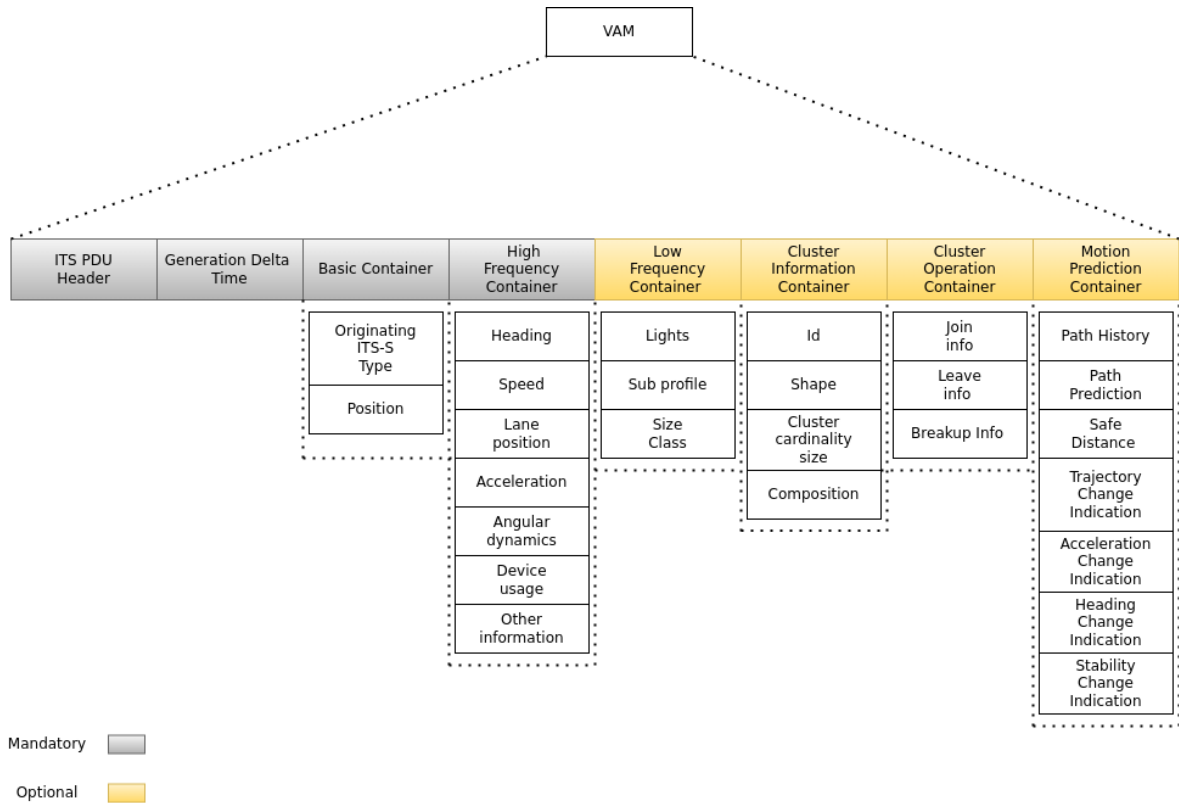 VAM
ITS PDU
Header
Generation Delta
Time
Basic Container
High
Frequency
Container
Low
Frequency
Container
Cluster
Information
Container
Cluster
Operation
Container
Motion
Prediction
Container
Originating
ITS-S
Type
Position
Heading
Speed
Lane
position
Acceleration
Angular
dynamics
Device
usage
Other
information
Lights
Sub profile
Size
Class
Id
Shape
Cluster
cardinality
size
Composition
Join
info
Leave
info
Breakup Info
Path History
Path
Prediction
Safe
Distance
Trajectory
Change
Indication
Acceleration
Change
Indication
Heading
Change
Indication
Stability
Change
Indication
Mandatory
Optional